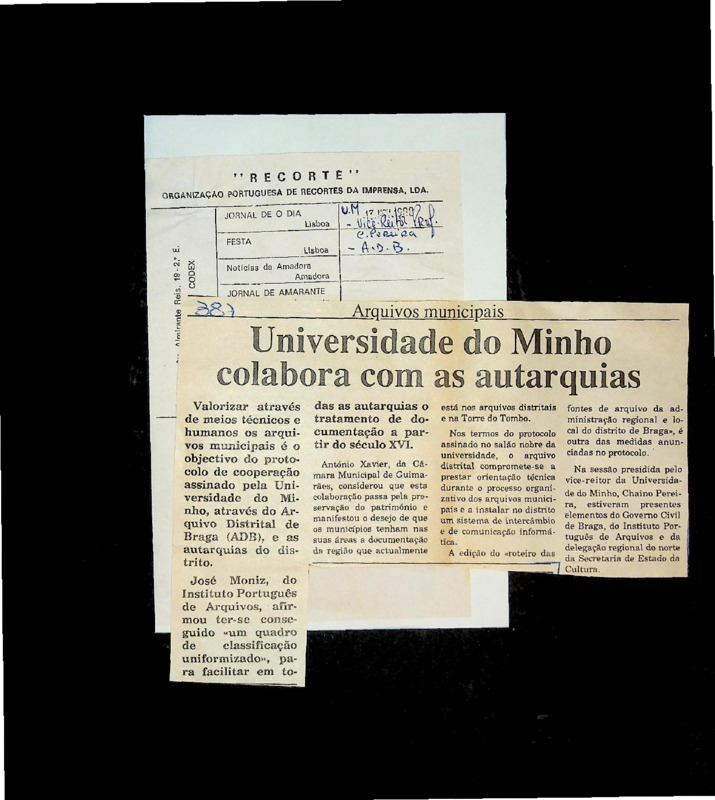 "RECORTE"
ORGANIZAÇÃO PORTUGUESA DE RECORTES DA IMPRENSA, LDA.
Almirante Reis, 19-2.º E.
CODEX
JORNAL DE O DIA
Lisboa
FESTA
Lisboa
Notícias da Amadora
Amadora
JORNAL DE AMARANTE
U.M
- Vice-Reitor Prof.
C. Pereira
- A.D.B.
387
Arquivos municipais
Universidade do Minho
colabora com as autarquias
Valorizar através
de meios técnicos e
humanos os arqui-
vos municipais é o
objectivo do proto-
colo de cooperação
assinado pela Uni-
versidade do Mi-
nho, através do Ar-
quivo Distrital de
Braga (ADB), e as
autarquias do dis-
trito.
José Moniz, do
Instituto Português
de Arquivos, afir-
mou ter-se conse-
guido «um quadro
de classificação
uniformizado», pa-
ra facilitar em to-
das as autarquias o
tratamento de do-
cumentação a par-
tir do século XVI.
António Xavier, da Câ-
mara Municipal de Guima-
rães, considerou que esta
colaboração passa pela pre-
servação do património e
manifestou o desejo de que
os municípios tenham nas
suas áreas a documentação
da região que actualmente
está nos arquivos distritais
e na Torre do Tombo.
Nos termos do protocolo
assinado no salão nobre da
universidade, o arquivo
distrital compromete-se a
prestar orientação técnica
durante o processo organi-
zativo dos arquivos munici-
pais e a instalar no distrito
um sistema de intercâmbio
e de comunicação informá-
tica.
A edição do «roteiro das
fontes de arquivo da ad-
ministração regional e lo-
cal do distrito de Braga», é
outra das medidas anun-
ciadas no protocolo.
Na sessão presidida pelo
vice-reitor da Universida-
de do Minho, Chaino Perei-
ra, estiveram presentes
elementos do Governo Civil
de Braga, do Instituto Por-
tuguês de Arquivos e da
delegação regional do norte
da Secretaria de Estado da
Cultura.